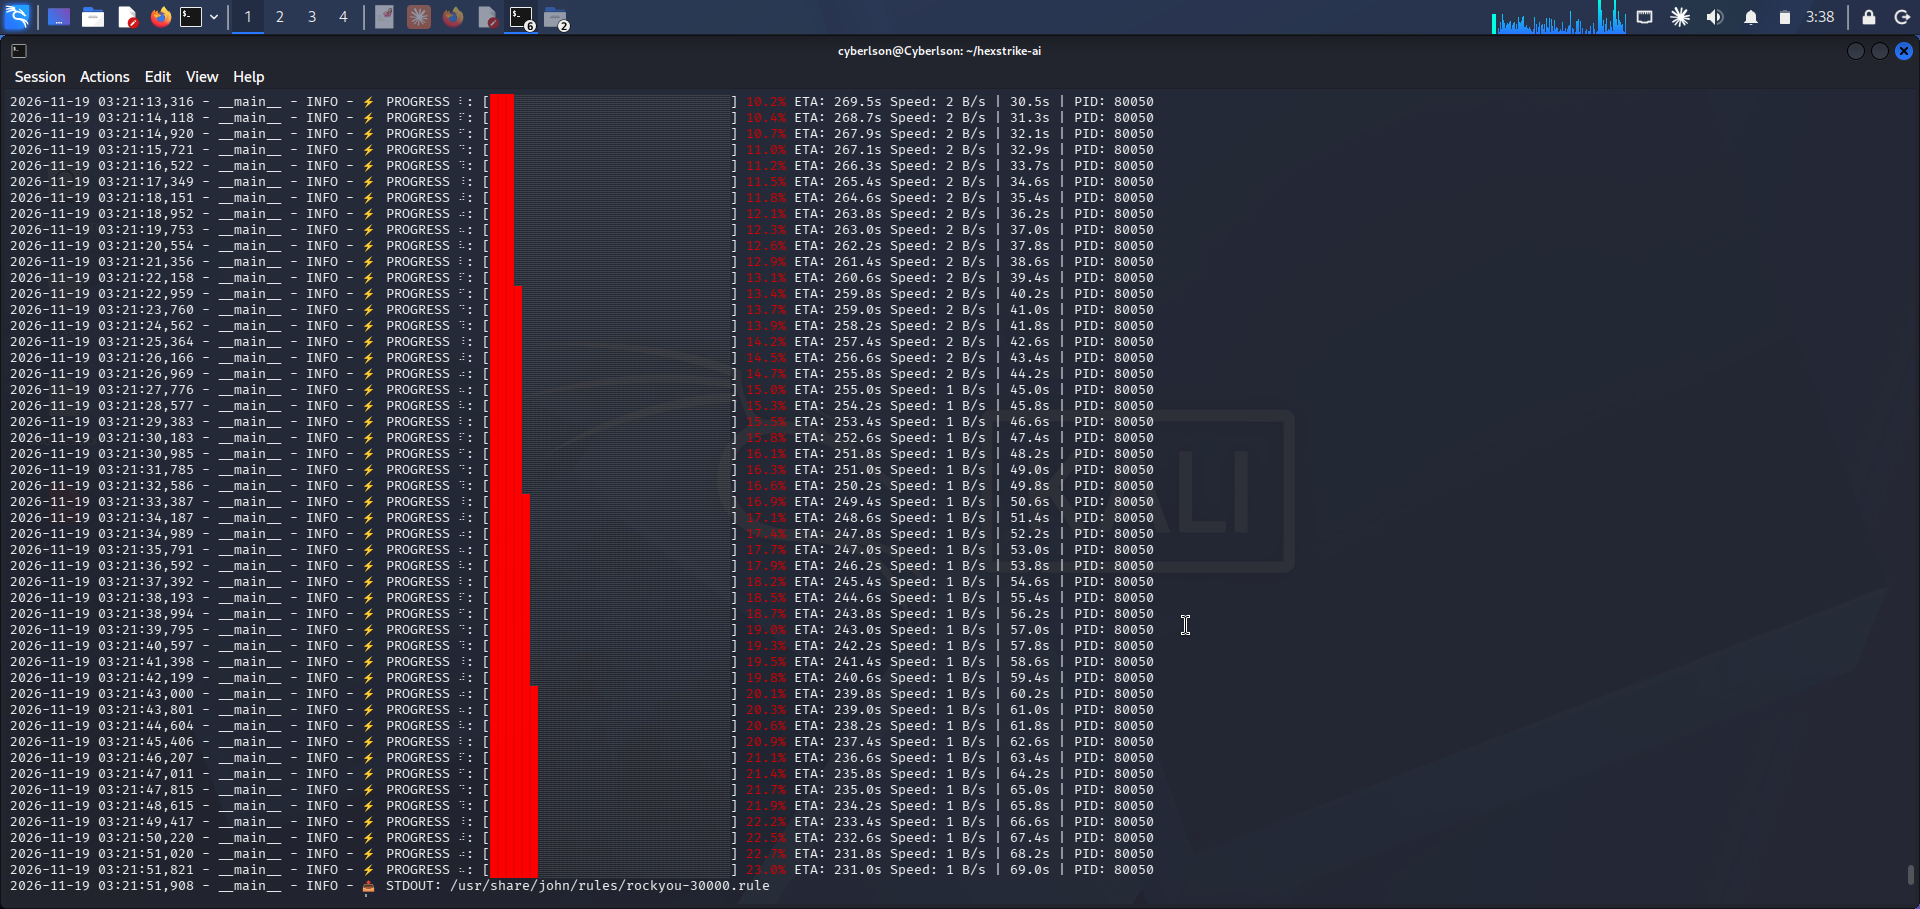 1 2 3 4 6 2 3:38
cyberlson@Cyberlson: ~/hexstrike-ai
Session Actions Edit View Help
2026-11-19 03:21:13,316 - __main__ - INFO - ⚡ PROGRESS ⠸: [ ] 10.2% ETA: 269.5s Speed: 2 B/s | 30.5s | PID: 80050
2026-11-19 03:21:14,118 - __main__ - INFO - ⚡ PROGRESS : [ ] 10.4% ETA: 268.7s Speed: 2 B/s | 31.3s | PID: 80050
2026-11-19 03:21:14,920 - __main__ - INFO - ⚡ PROGRESS : [ ] 10.7% ETA: 267.9s Speed: 2 B/s | 32.1s | PID: 80050
2026-11-19 03:21:15,721 - __main__ - INFO - ⚡ PROGRESS : [ ] 11.0% ETA: 267.1s Speed: 2 B/s | 32.9s | PID: 80050
2026-11-19 03:21:16,522 - __main__ - INFO - ⚡ PROGRESS : [ ] 11.2% ETA: 266.3s Speed: 2 B/s | 33.7s | PID: 80050
2026-11-19 03:21:17,349 - __main__ - INFO - ⚡ PROGRESS : [ ] 11.5% ETA: 265.4s Speed: 2 B/s | 34.6s | PID: 80050
2026-11-19 03:21:18,151 - __main__ - INFO - ⚡ PROGRESS : [ ] 11.8% ETA: 264.6s Speed: 2 B/s | 35.4s | PID: 80050
2026-11-19 03:21:18,952 - __main__ - INFO - ⚡ PROGRESS : [ ] 12.1% ETA: 263.8s Speed: 2 B/s | 36.2s | PID: 80050
2026-11-19 03:21:19,753 - __main__ - INFO - ⚡ PROGRESS : [ ] 12.3% ETA: 263.0s Speed: 2 B/s | 37.0s | PID: 80050
2026-11-19 03:21:20,554 - __main__ - INFO - ⚡ PROGRESS : [ ] 12.6% ETA: 262.2s Speed: 2 B/s | 37.8s | PID: 80050
2026-11-19 03:21:21,356 - __main__ - INFO - ⚡ PROGRESS : [ ] 12.9% ETA: 261.4s Speed: 2 B/s | 38.6s | PID: 80050
2026-11-19 03:21:22,158 - __main__ - INFO - ⚡ PROGRESS : [ ] 13.1% ETA: 260.6s Speed: 2 B/s | 39.4s | PID: 80050
2026-11-19 03:21:22,959 - __main__ - INFO - ⚡ PROGRESS : [ ] 13.4% ETA: 259.8s Speed: 2 B/s | 40.2s | PID: 80050
2026-11-19 03:21:23,760 - __main__ - INFO - ⚡ PROGRESS : [ ] 13.7% ETA: 259.0s Speed: 2 B/s | 41.0s | PID: 80050
2026-11-19 03:21:24,562 - __main__ - INFO - ⚡ PROGRESS : [ ] 13.9% ETA: 258.2s Speed: 2 B/s | 41.8s | PID: 80050
2026-11-19 03:21:25,364 - __main__ - INFO - ⚡ PROGRESS : [ ] 14.2% ETA: 257.4s Speed: 2 B/s | 42.6s | PID: 80050
2026-11-19 03:21:26,166 - __main__ - INFO - ⚡ PROGRESS : [ ] 14.5% ETA: 256.6s Speed: 2 B/s | 43.4s | PID: 80050
2026-11-19 03:21:26,969 - __main__ - INFO - ⚡ PROGRESS : [ ] 14.7% ETA: 255.8s Speed: 2 B/s | 44.2s | PID: 80050
2026-11-19 03:21:27,776 - __main__ - INFO - ⚡ PROGRESS : [ ] 15.0% ETA: 255.0s Speed: 1 B/s | 45.0s | PID: 80050
2026-11-19 03:21:28,577 - __main__ - INFO - ⚡ PROGRESS : [ ] 15.3% ETA: 254.2s Speed: 1 B/s | 45.8s | PID: 80050
2026-11-19 03:21:29,383 - __main__ - INFO - ⚡ PROGRESS : [ ] 15.5% ETA: 253.4s Speed: 1 B/s | 46.6s | PID: 80050
2026-11-19 03:21:30,183 - __main__ - INFO - ⚡ PROGRESS : [ ] 15.8% ETA: 252.6s Speed: 1 B/s | 47.4s | PID: 80050
2026-11-19 03:21:30,985 - __main__ - INFO - ⚡ PROGRESS : [ ] 16.1% ETA: 251.8s Speed: 1 B/s | 48.2s | PID: 80050
2026-11-19 03:21:31,785 - __main__ - INFO - ⚡ PROGRESS : [ ] 16.3% ETA: 251.0s Speed: 1 B/s | 49.0s | PID: 80050
2026-11-19 03:21:32,586 - __main__ - INFO - ⚡ PROGRESS : [ ] 16.6% ETA: 250.2s Speed: 1 B/s | 49.8s | PID: 80050
2026-11-19 03:21:33,387 - __main__ - INFO - ⚡ PROGRESS : [ ] 16.9% ETA: 249.4s Speed: 1 B/s | 50.6s | PID: 80050
2026-11-19 03:21:34,187 - __main__ - INFO - ⚡ PROGRESS : [ ] 17.1% ETA: 248.6s Speed: 1 B/s | 51.4s | PID: 80050
2026-11-19 03:21:34,989 - __main__ - INFO - ⚡ PROGRESS : [ ] 17.4% ETA: 247.8s Speed: 1 B/s | 52.2s | PID: 80050
2026-11-19 03:21:35,791 - __main__ - INFO - ⚡ PROGRESS : [ ] 17.7% ETA: 247.0s Speed: 1 B/s | 53.0s | PID: 80050
2026-11-19 03:21:36,592 - __main__ - INFO - ⚡ PROGRESS : [ ] 17.9% ETA: 246.2s Speed: 1 B/s | 53.8s | PID: 80050
2026-11-19 03:21:37,392 - __main__ - INFO - ⚡ PROGRESS : [ ] 18.2% ETA: 245.4s Speed: 1 B/s | 54.6s | PID: 80050
2026-11-19 03:21:38,193 - __main__ - INFO - ⚡ PROGRESS : [ ] 18.5% ETA: 244.6s Speed: 1 B/s | 55.4s | PID: 80050
2026-11-19 03:21:38,994 - __main__ - INFO - ⚡ PROGRESS : [ ] 18.7% ETA: 243.8s Speed: 1 B/s | 56.2s | PID: 80050
2026-11-19 03:21:39,795 - __main__ - INFO - ⚡ PROGRESS : [ ] 19.0% ETA: 243.0s Speed: 1 B/s | 57.0s | PID: 80050
2026-11-19 03:21:40,597 - __main__ - INFO - ⚡ PROGRESS : [ ] 19.3% ETA: 242.2s Speed: 1 B/s | 57.8s | PID: 80050
2026-11-19 03:21:41,398 - __main__ - INFO - ⚡ PROGRESS : [ ] 19.5% ETA: 241.4s Speed: 1 B/s | 58.6s | PID: 80050
2026-11-19 03:21:42,199 - __main__ - INFO - ⚡ PROGRESS : [ ] 19.8% ETA: 240.6s Speed: 1 B/s | 59.4s | PID: 80050
2026-11-19 03:21:43,000 - __main__ - INFO - ⚡ PROGRESS : [ ] 20.1% ETA: 239.8s Speed: 1 B/s | 60.2s | PID: 80050
2026-11-19 03:21:43,801 - __main__ - INFO - ⚡ PROGRESS : [ ] 20.3% ETA: 239.0s Speed: 1 B/s | 61.0s | PID: 80050
2026-11-19 03:21:44,604 - __main__ - INFO - ⚡ PROGRESS : [ ] 20.6% ETA: 238.2s Speed: 1 B/s | 61.8s | PID: 80050
2026-11-19 03:21:45,406 - __main__ - INFO - ⚡ PROGRESS : [ ] 20.9% ETA: 237.4s Speed: 1 B/s | 62.6s | PID: 80050
2026-11-19 03:21:46,207 - __main__ - INFO - ⚡ PROGRESS : [ ] 21.1% ETA: 236.6s Speed: 1 B/s | 63.4s | PID: 80050
2026-11-19 03:21:47,011 - __main__ - INFO - ⚡ PROGRESS : [ ] 21.4% ETA: 235.8s Speed: 1 B/s | 64.2s | PID: 80050
2026-11-19 03:21:47,815 - __main__ - INFO - ⚡ PROGRESS : [ ] 21.7% ETA: 235.0s Speed: 1 B/s | 65.0s | PID: 80050
2026-11-19 03:21:48,615 - __main__ - INFO - ⚡ PROGRESS : [ ] 21.9% ETA: 234.2s Speed: 1 B/s | 65.8s | PID: 80050
2026-11-19 03:21:49,417 - __main__ - INFO - ⚡ PROGRESS : [ ] 22.2% ETA: 233.4s Speed: 1 B/s | 66.6s | PID: 80050
2026-11-19 03:21:50,220 - __main__ - INFO - ⚡ PROGRESS : [ ] 22.5% ETA: 232.6s Speed: 1 B/s | 67.4s | PID: 80050
2026-11-19 03:21:51,020 - __main__ - INFO - ⚡ PROGRESS : [ ] 22.7% ETA: 231.8s Speed: 1 B/s | 68.2s | PID: 80050
2026-11-19 03:21:51,821 - __main__ - INFO - ⚡ PROGRESS : [ ] 23.0% ETA: 231.0s Speed: 1 B/s | 69.0s | PID: 80050
2026-11-19 03:21:51,908 - __main__ - INFO - 📤 STDOUT: /usr/share/john/rules/rockyou-30000.rule
KALI